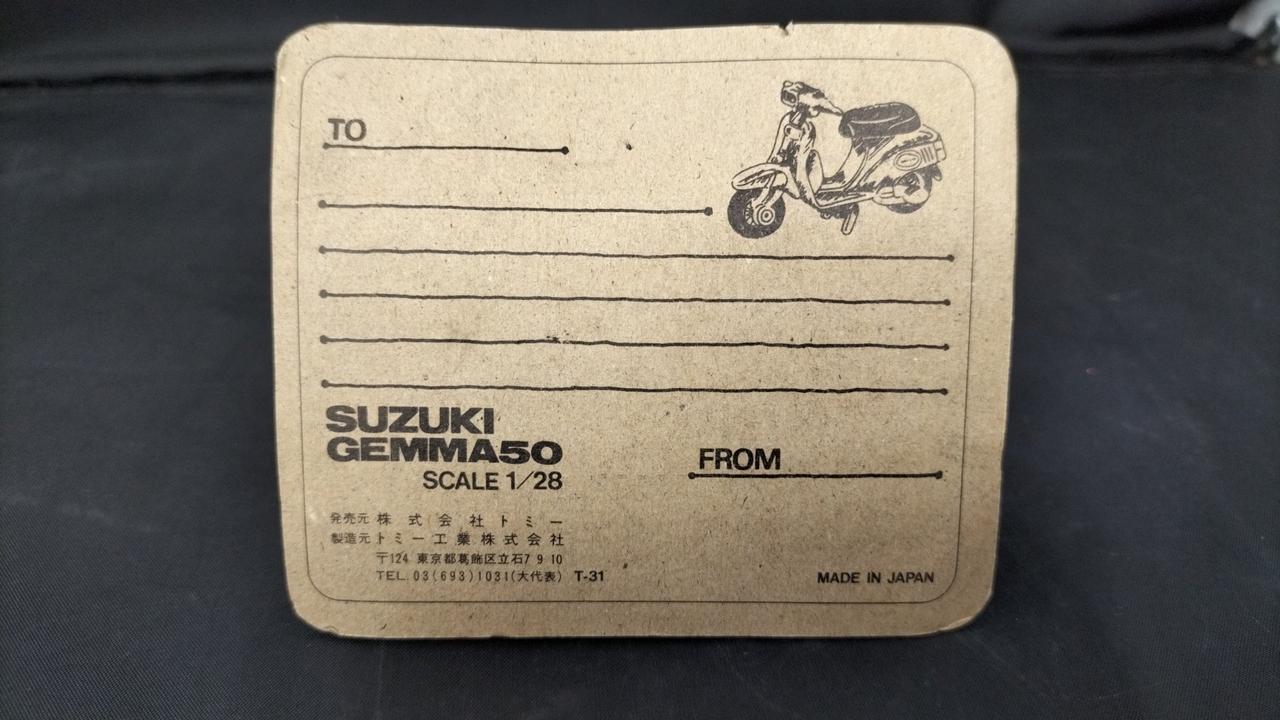 TO
SUZUKI
GEMMA50
SCALE 1/28
FROM
発売元 株式会社トミー
製造元 トミー工業株式会社
〒124 東京都葛飾区立石7 9 10
TEL. 03(693)1031(大代表) T-31
MADE IN JAPAN